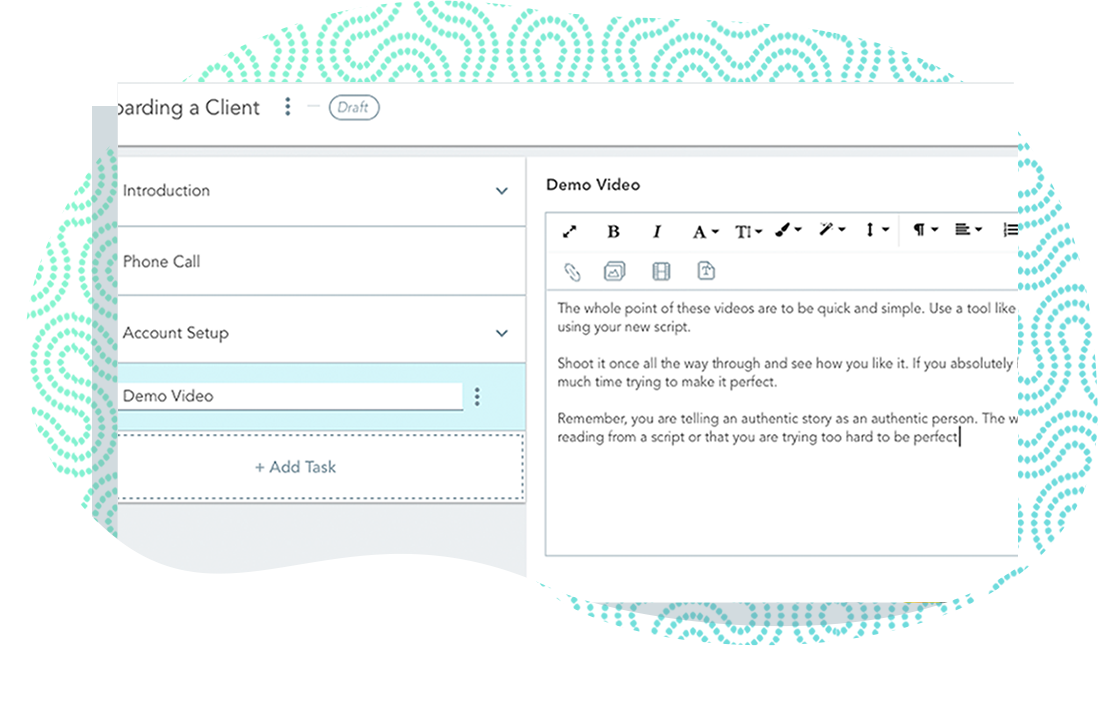 arding a Client
Draft
Introduction
Phone Call
Account Setup
Demo Video
+ Add Task
Demo Video
B I A T
The whole point of these videos are to be quick and simple. Use a tool like
using your new script.
Shoot it once all the way through and see how you like it. If you absolutely
much time trying to make it perfect.
Remember, you are telling an authentic story as an authentic person. The w
reading from a script or that you are trying too hard to be perfect